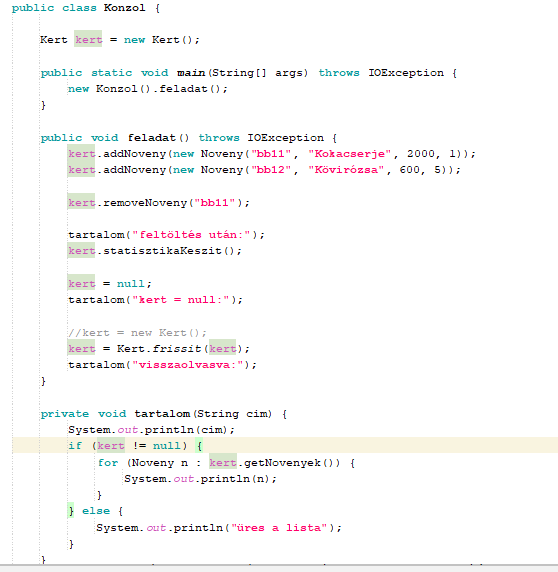 public class Konzol {
Kert kert = new Kert();
public static void main(String[] args) throws IOException {
new Konzol().feladat();
}
public void feladat() throws IOException {
kert.addNoveny(new Noveny("bb11", "Kokacserje", 2000, 1));
kert.addNoveny(new Noveny("bb12", "Kövirózsa", 600, 5));
kert.removeNoveny("bb11");
tartalom("feltöltés után:");
kert.statisztikaKeszit();
kert = null;
tartalom("kert = null:");
//kert = new Kert();
kert = Kert.frissit(kert);
tartalom("visszaolvasva:");
}
private void tartalom(String cim) {
System.out.println(cim);
if (kert != null) {
for (Noveny n : kert.getNovenyek()) {
System.out.println(n);
}
} else {
System.out.println("üres a lista");
}
}